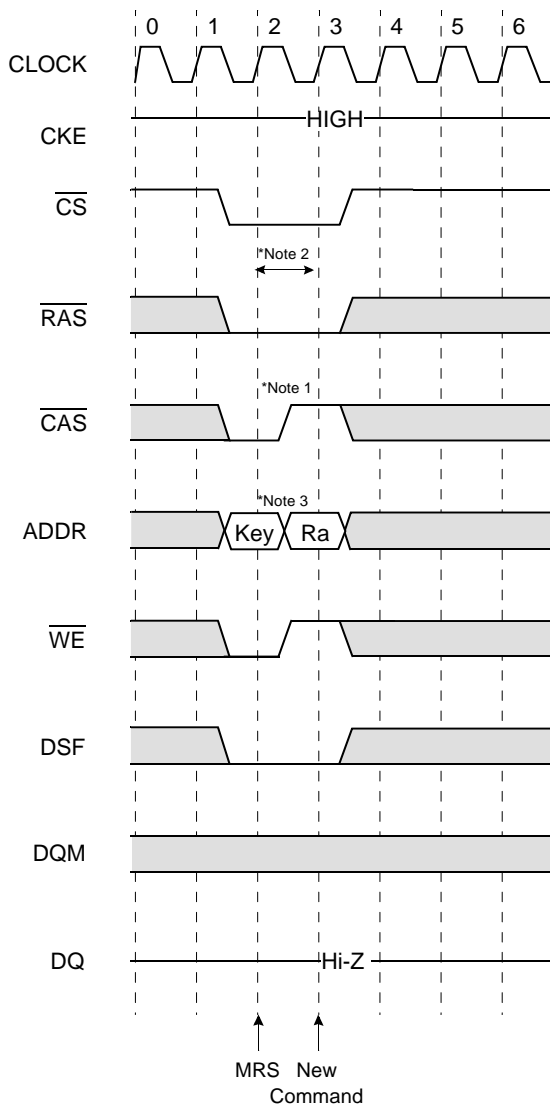 0 1 2 3 4 5 6
CLOCK
HIGH
CKE
CS
*Note 2
RAS
*Note 1
CAS
*Note 3
ADDR Key Ra
WE
DSF
DQM
DQ Hi-Z
MRS New
Command